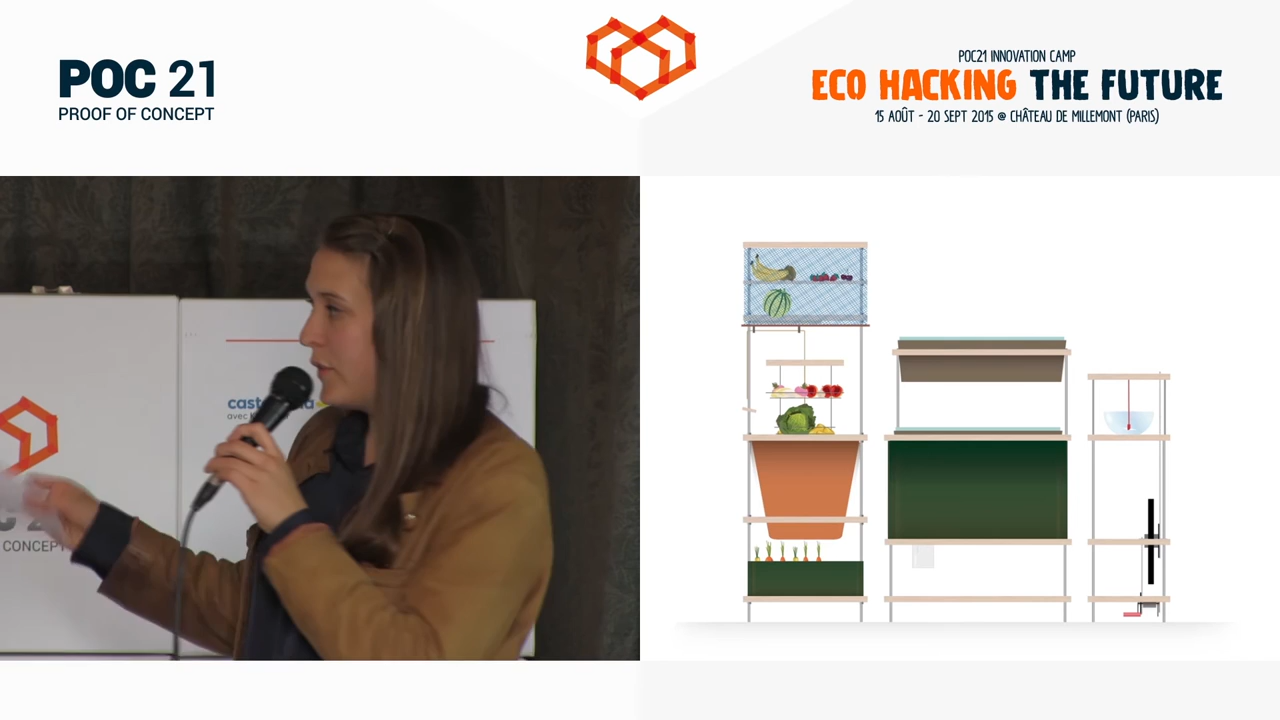 POC 21
PROOF OF CONCEPT
POC21 INNOVATION CAMP
ECO HACKING THE FUTURE
15 AOÛT - 20 SEPT 2015 @ CHÂTEAU DE MILLEMONT (PARIS)
avec
CONCEPT